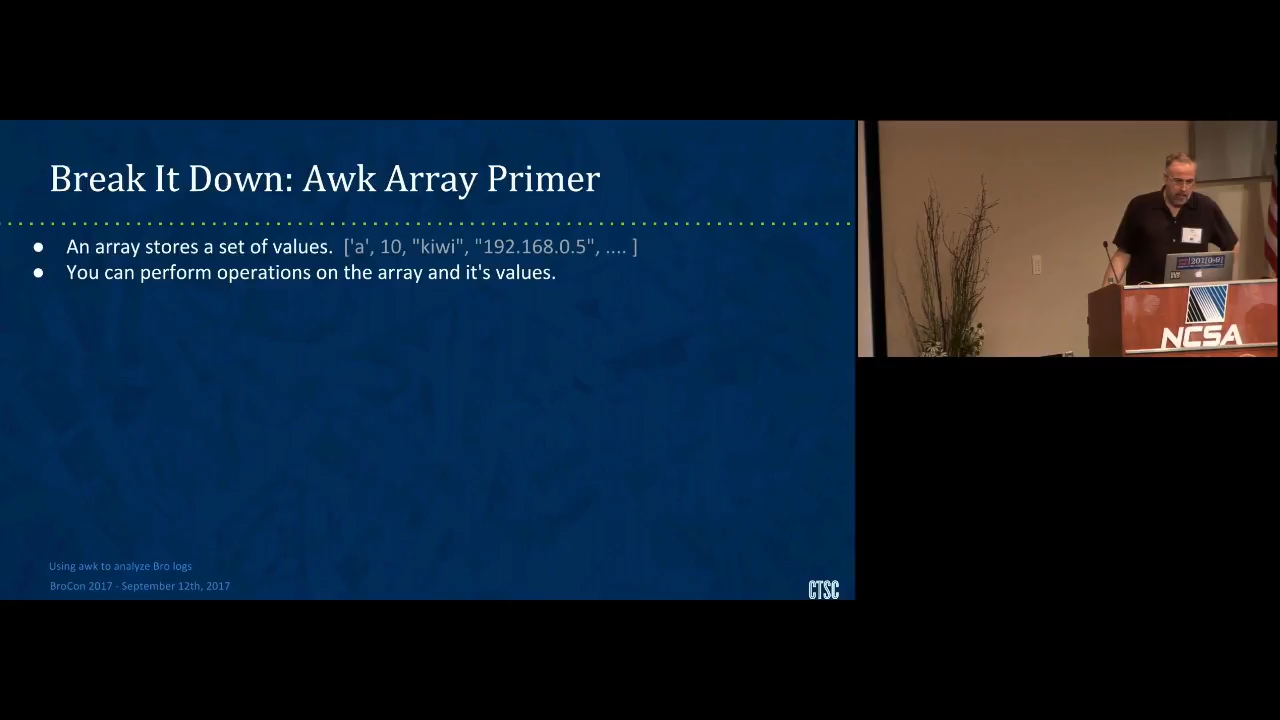 Break It Down: Awk Array Primer
● An array stores a set of values. ['a', 10, "kiwi", "192.168.0.5", .... ]
● You can perform operations on the array and it's values.
Using awk to analyze Bro logs
BroCon 2017 - September 12th, 2017
CTSC
NCSA